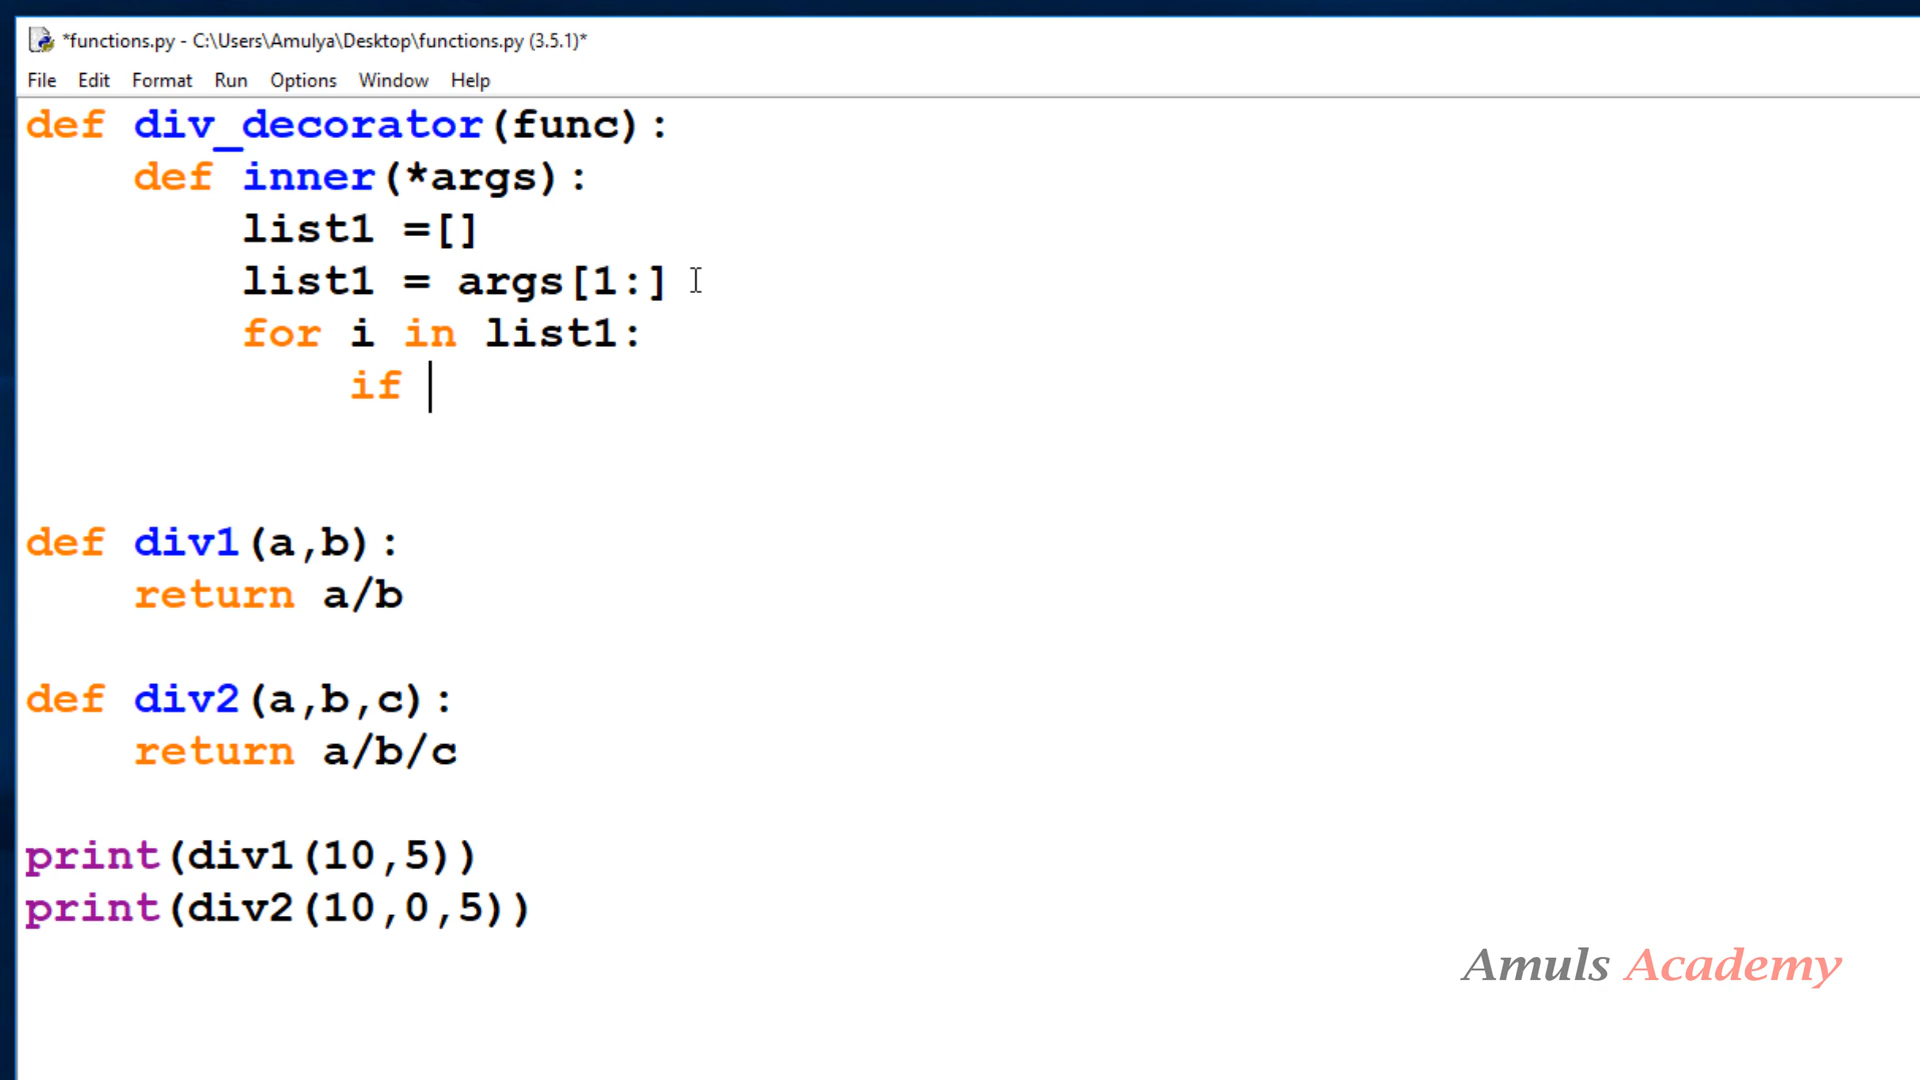 *functions.py - C:\Users\Amulya\Desktop\functions.py (3.5.1)*
File Edit Format Run Options Window Help
def div_decorator(func):
    def inner(*args):
        list1 =[]
        list1 = args[1:]
        for i in list1:
            if
def div1(a,b):
    return a/b
def div2(a,b,c):
    return a/b/c
print(div1(10,5))
print(div2(10,0,5))
Amuls Academy